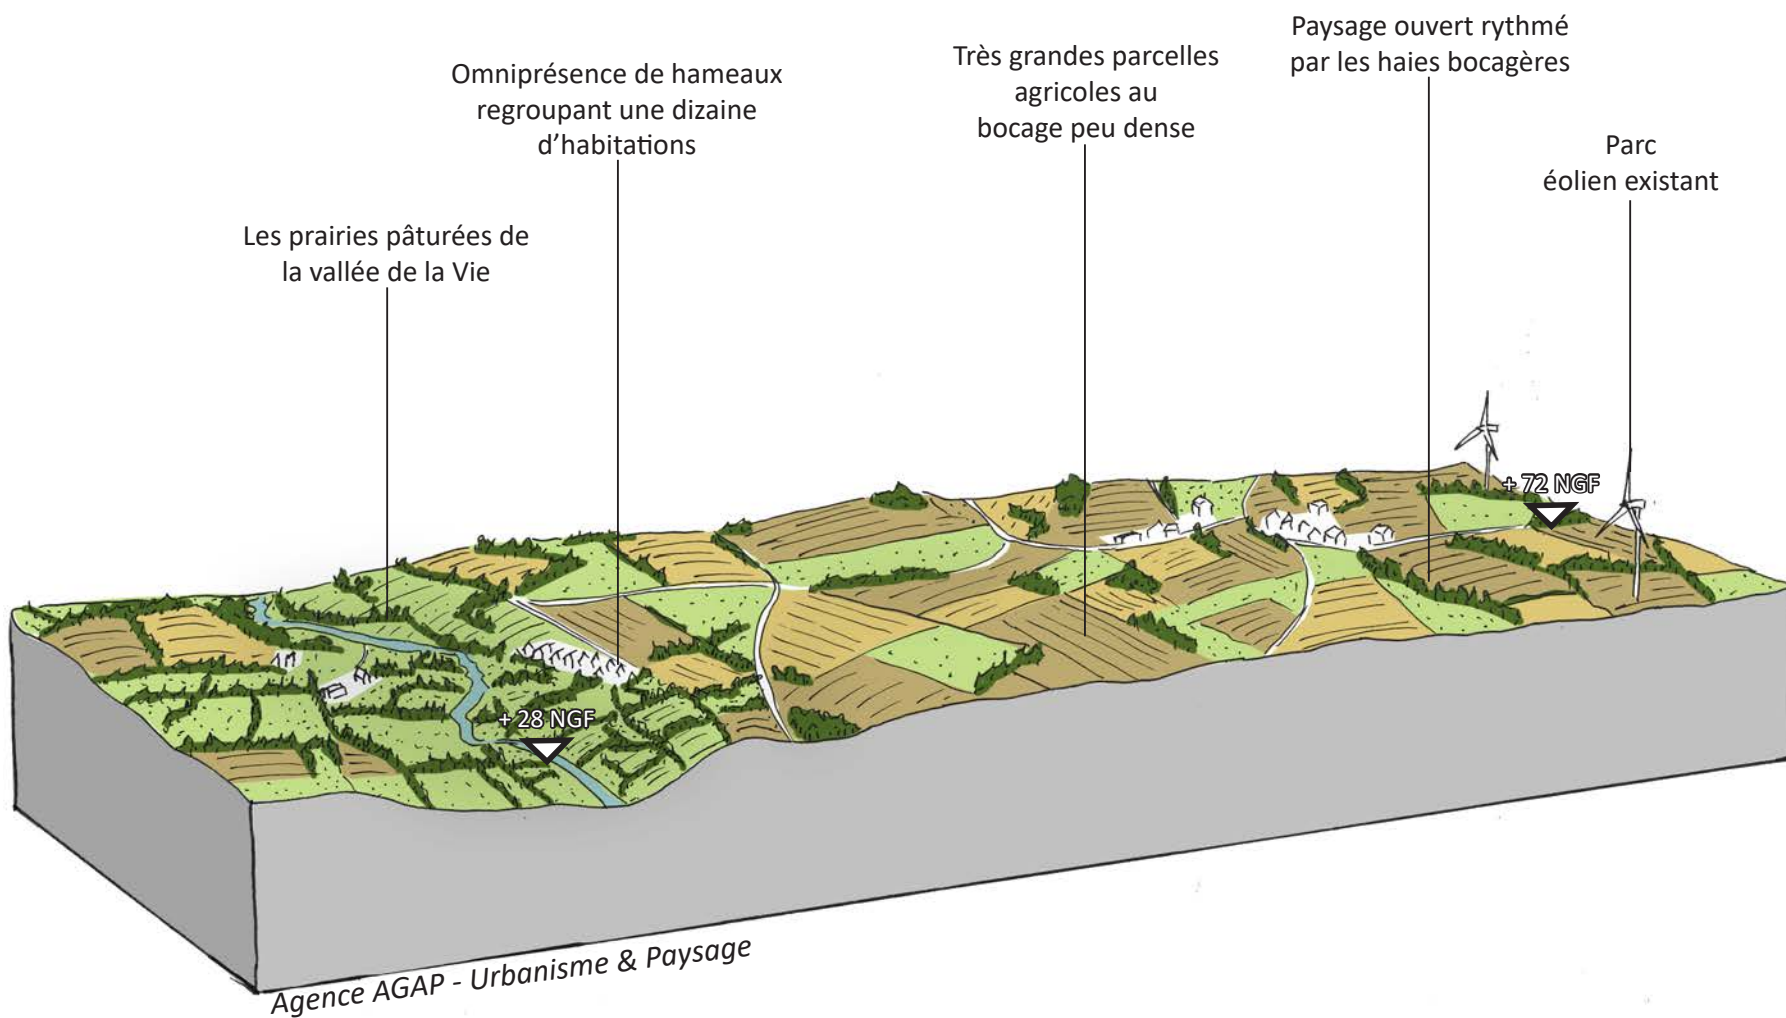 Paysage ouvert rythmé
par les haies bocagères
Très grandes parcelles
agricoles au
bocage peu dense
Omniprésence de hameaux
regroupant une dizaine
d’habitations
Parc
éolien existant
Les prairies pâturées de
la vallée de la Vie
+ 72 NGF
+ 28 NGF
Agence AGAP - Urbanisme & Paysage